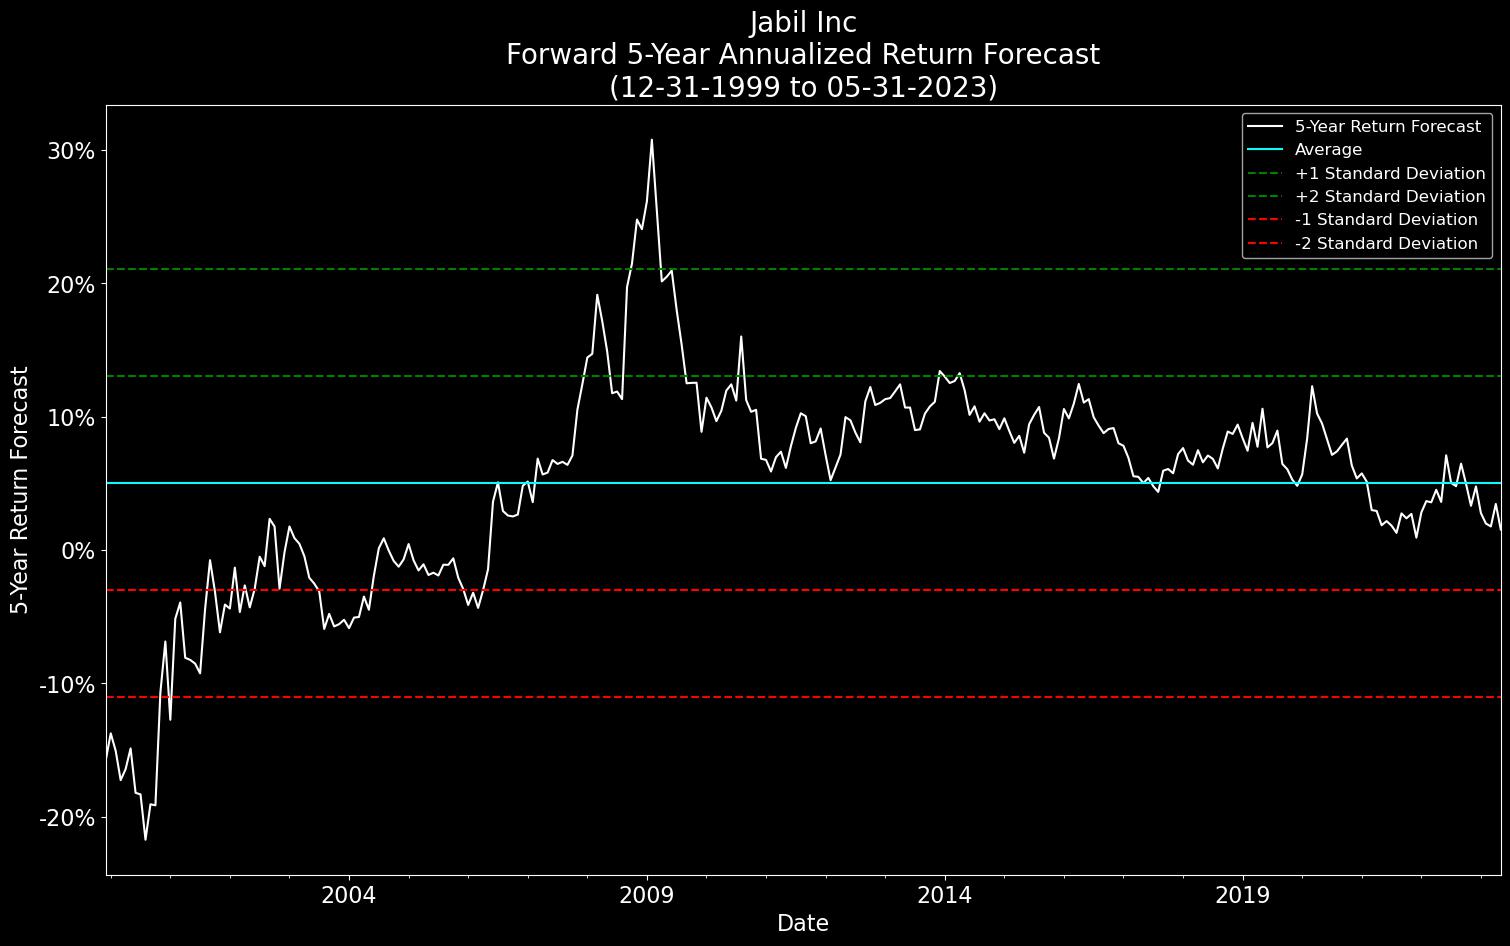 Jabil Inc
Forward 5-Year Annualized Return Forecast
(12-31-1999 to 05-31-2023)
5-Year Return Forecast
30%
20%
10%
0%
-10%
-20%
5-Year Return Forecast
Average
+1 Standard Deviation
+2 Standard Deviation
-1 Standard Deviation
-2 Standard Deviation
2004 2009 2014 2019
Date